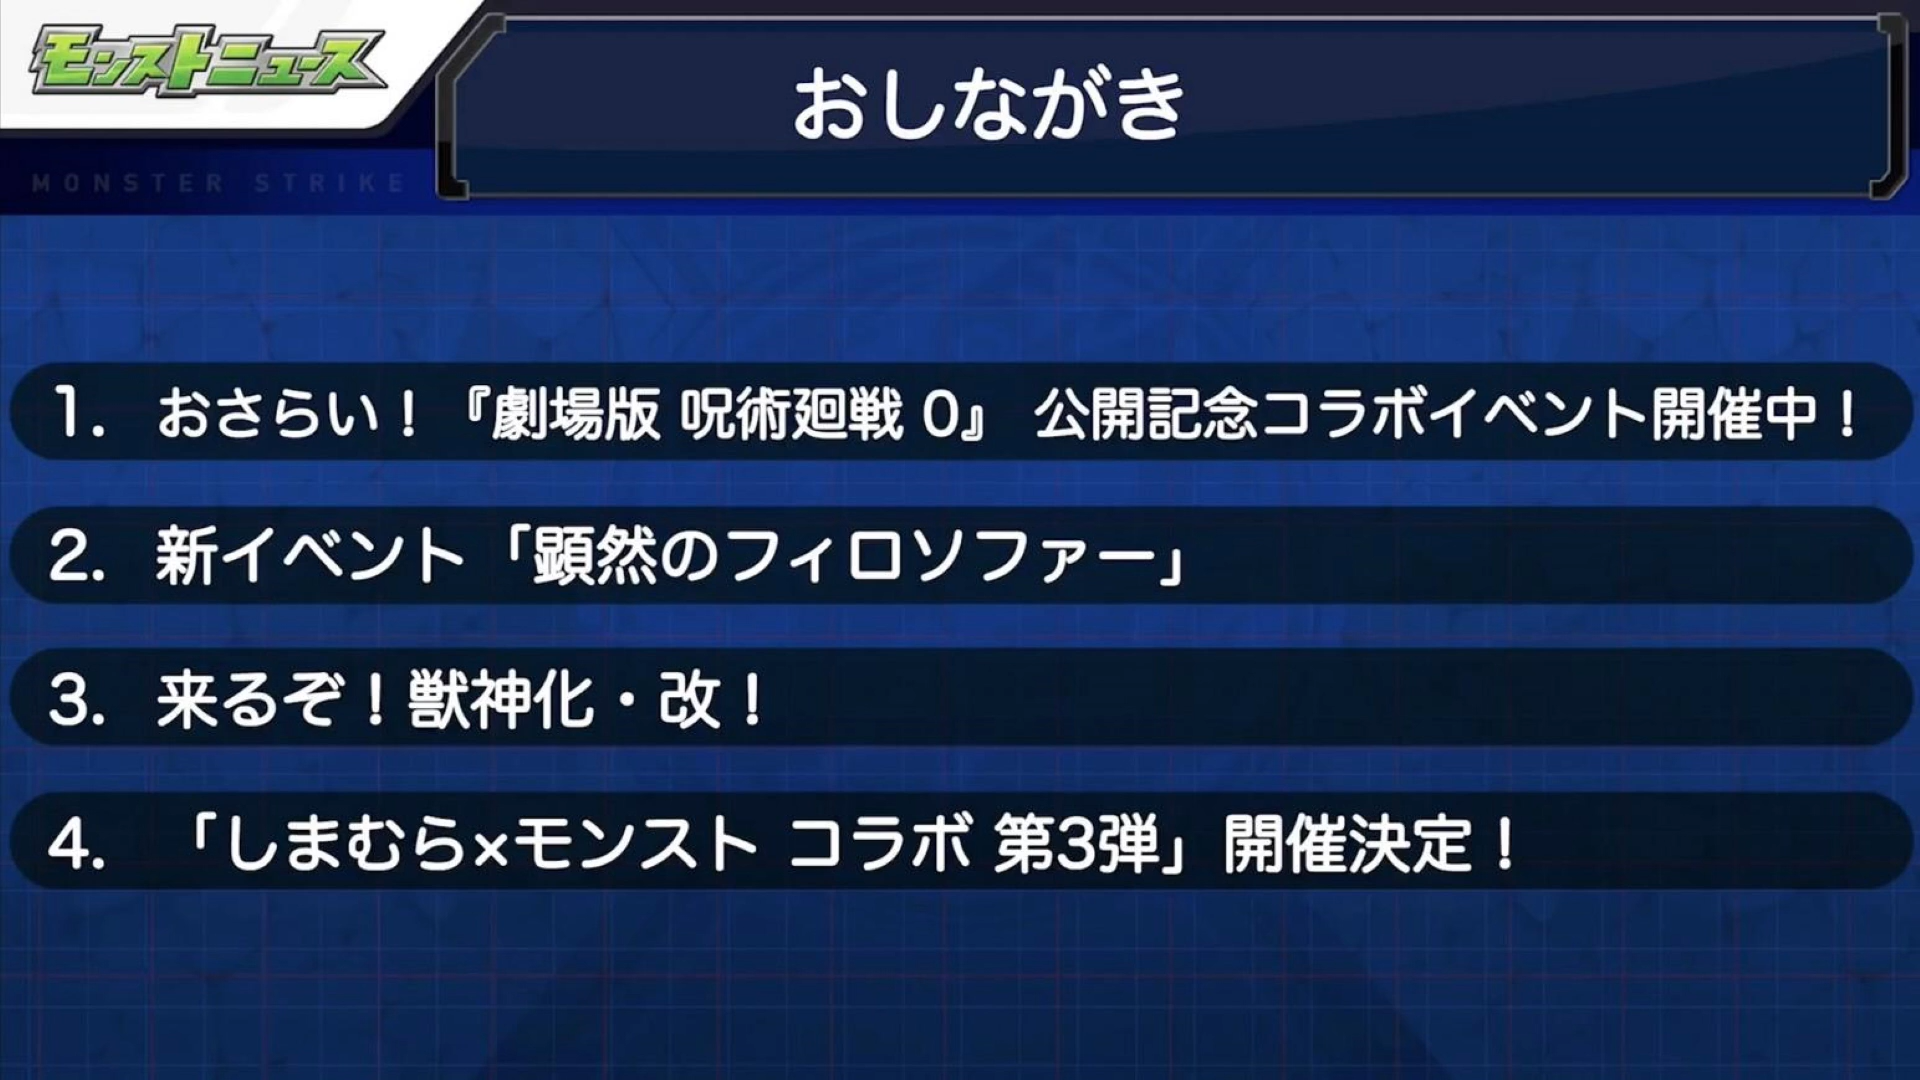 モンストニュース
おしながき
MONSTER STRIKE
1. おさらい！『劇場版 呪術廻戦 0』 公開記念コラボイベント開催中！
2. 新イベント「顕然のフィロソファー」
3. 来るぞ！獣神化・改！
4. 「しまむら×モンスト コラボ 第3弾」開催決定！